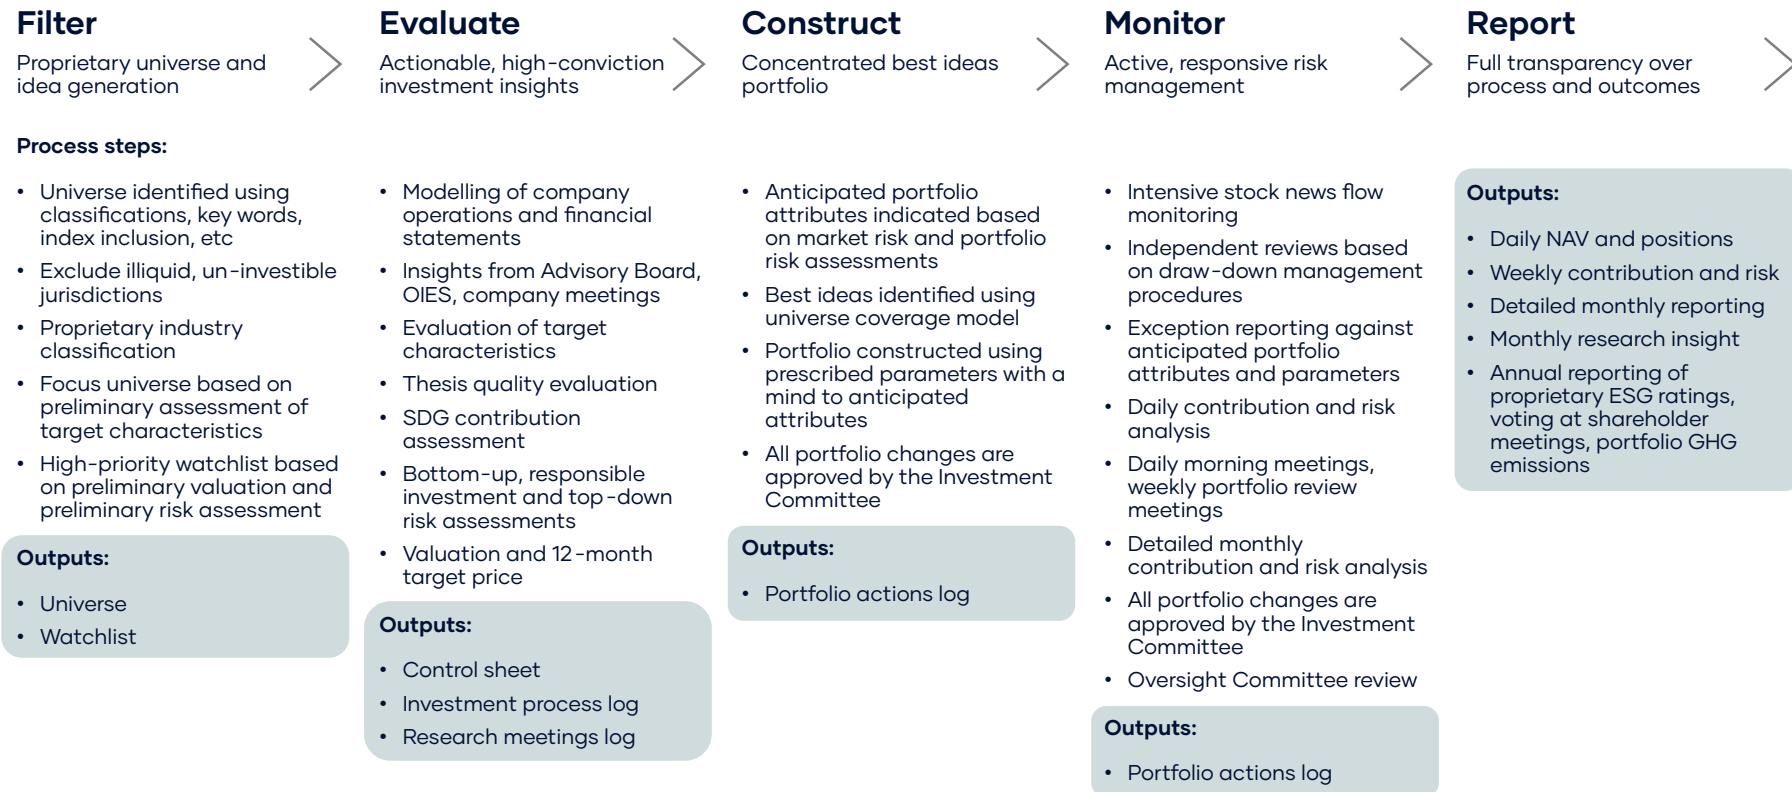 Filter
Proprietary universe and
idea generation
Process steps:
• Universe identified using
classifications, key words,
index inclusion, etc
• Exclude illiquid, un-investible
jurisdictions
• Proprietary industry
classification
• Focus universe based on
preliminary assessment of
target characteristics
• High-priority watchlist based
on preliminary valuation and
preliminary risk assessment
Outputs:
• Universe
• Watchlist
Evaluate
Actionable, high-conviction
investment insights
• Modelling of company
operations and financial
statements
• Insights from Advisory Board,
OIES, company meetings
• Evaluation of target
characteristics
• Thesis quality evaluation
• SDG contribution
assessment
• Bottom-up, responsible
investment and top-down
risk assessments
• Valuation and 12-month
target price
Outputs:
• Control sheet
• Investment process log
• Research meetings log
Construct
Concentrated best ideas
portfolio
• Anticipated portfolio
attributes indicated based
on market risk and portfolio
risk assessments
• Best ideas identified using
universe coverage model
• Portfolio constructed using
prescribed parameters with a
mind to anticipated
attributes
• All portfolio changes are
approved by the Investment
Committee
Outputs:
• Portfolio actions log
Monitor
Active, responsive risk
management
• Intensive stock news flow
monitoring
• Independent reviews based
on draw-down management
procedures
• Exception reporting against
anticipated portfolio
attributes and parameters
• Daily contribution and risk
analysis
• Daily morning meetings,
weekly portfolio review
meetings
• Detailed monthly
contribution and risk analysis
• All portfolio changes are
approved by the Investment
Committee
• Oversight Committee review
Outputs:
• Portfolio actions log
Report
Full transparency over
process and outcomes
Outputs:
• Daily NAV and positions
• Weekly contribution and risk
• Detailed monthly reporting
• Monthly research insight
• Annual reporting of
proprietary ESG ratings,
voting at shareholder
meetings, portfolio GHG
emissions